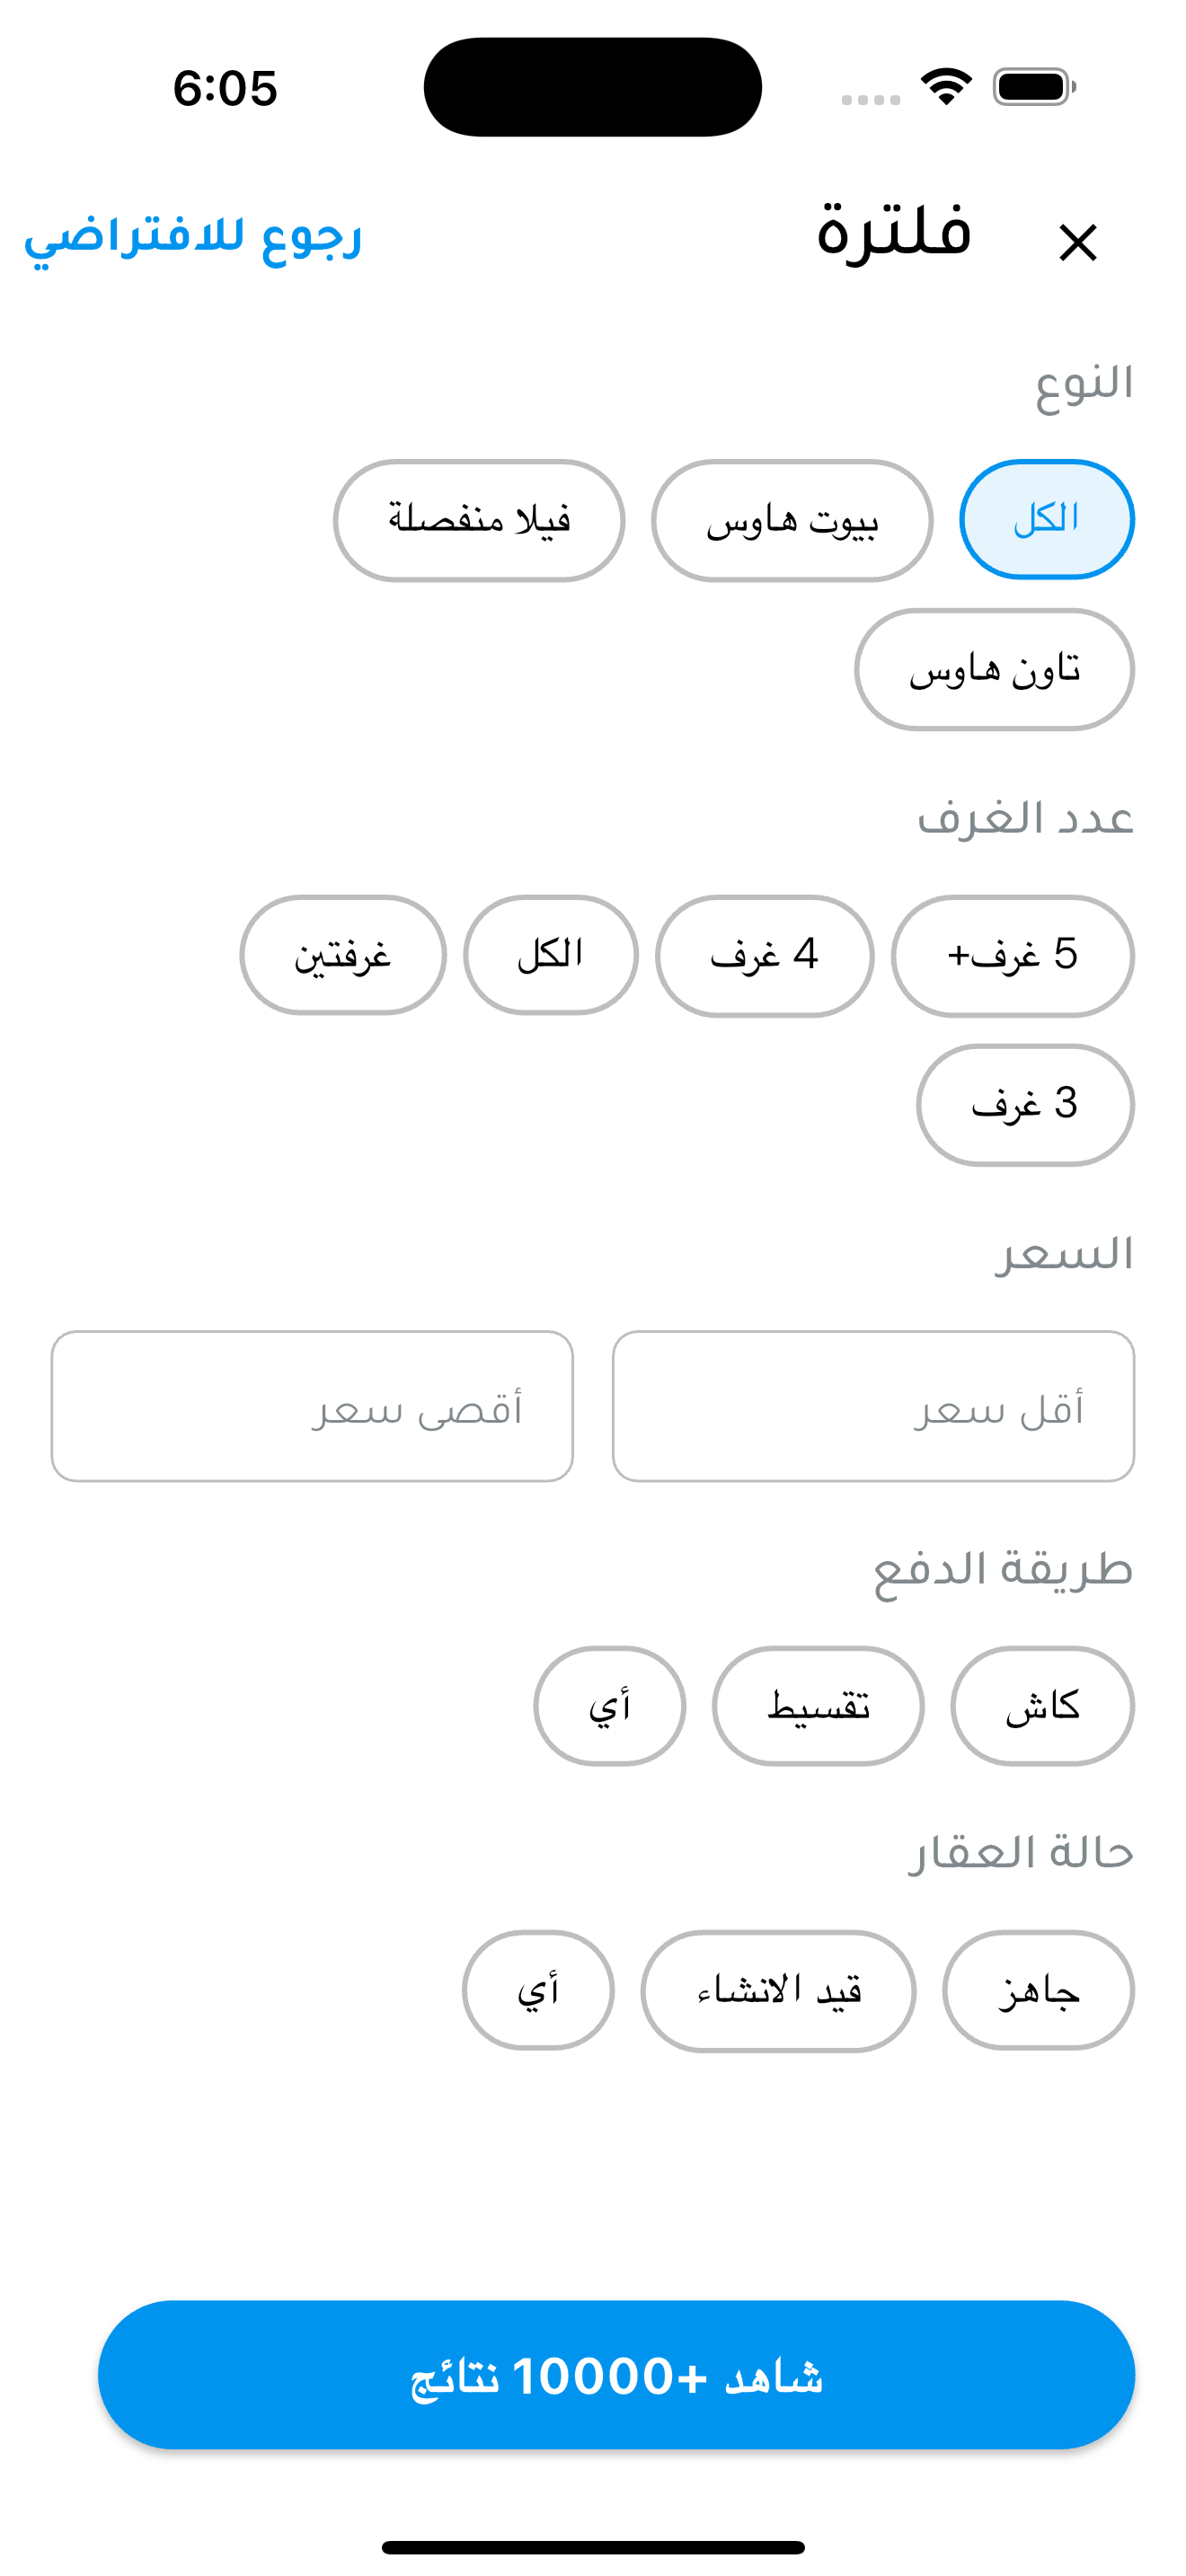 6:05
فلترة
رجوع للافتراضي
النوع
الكل
بيوت هاوس
فيلا منفصلة
تاون هاوس
عدد الغرف
5 غرف+
4 غرف
الكل
غرفتين
3 غرف
السعر
أقل سعر
أقصى سعر
طريقة الدفع
كاش
تقسيط
أي
حالة العقار
جاهز
قيد الانشاء
أي
شاهد +10000 نتائج